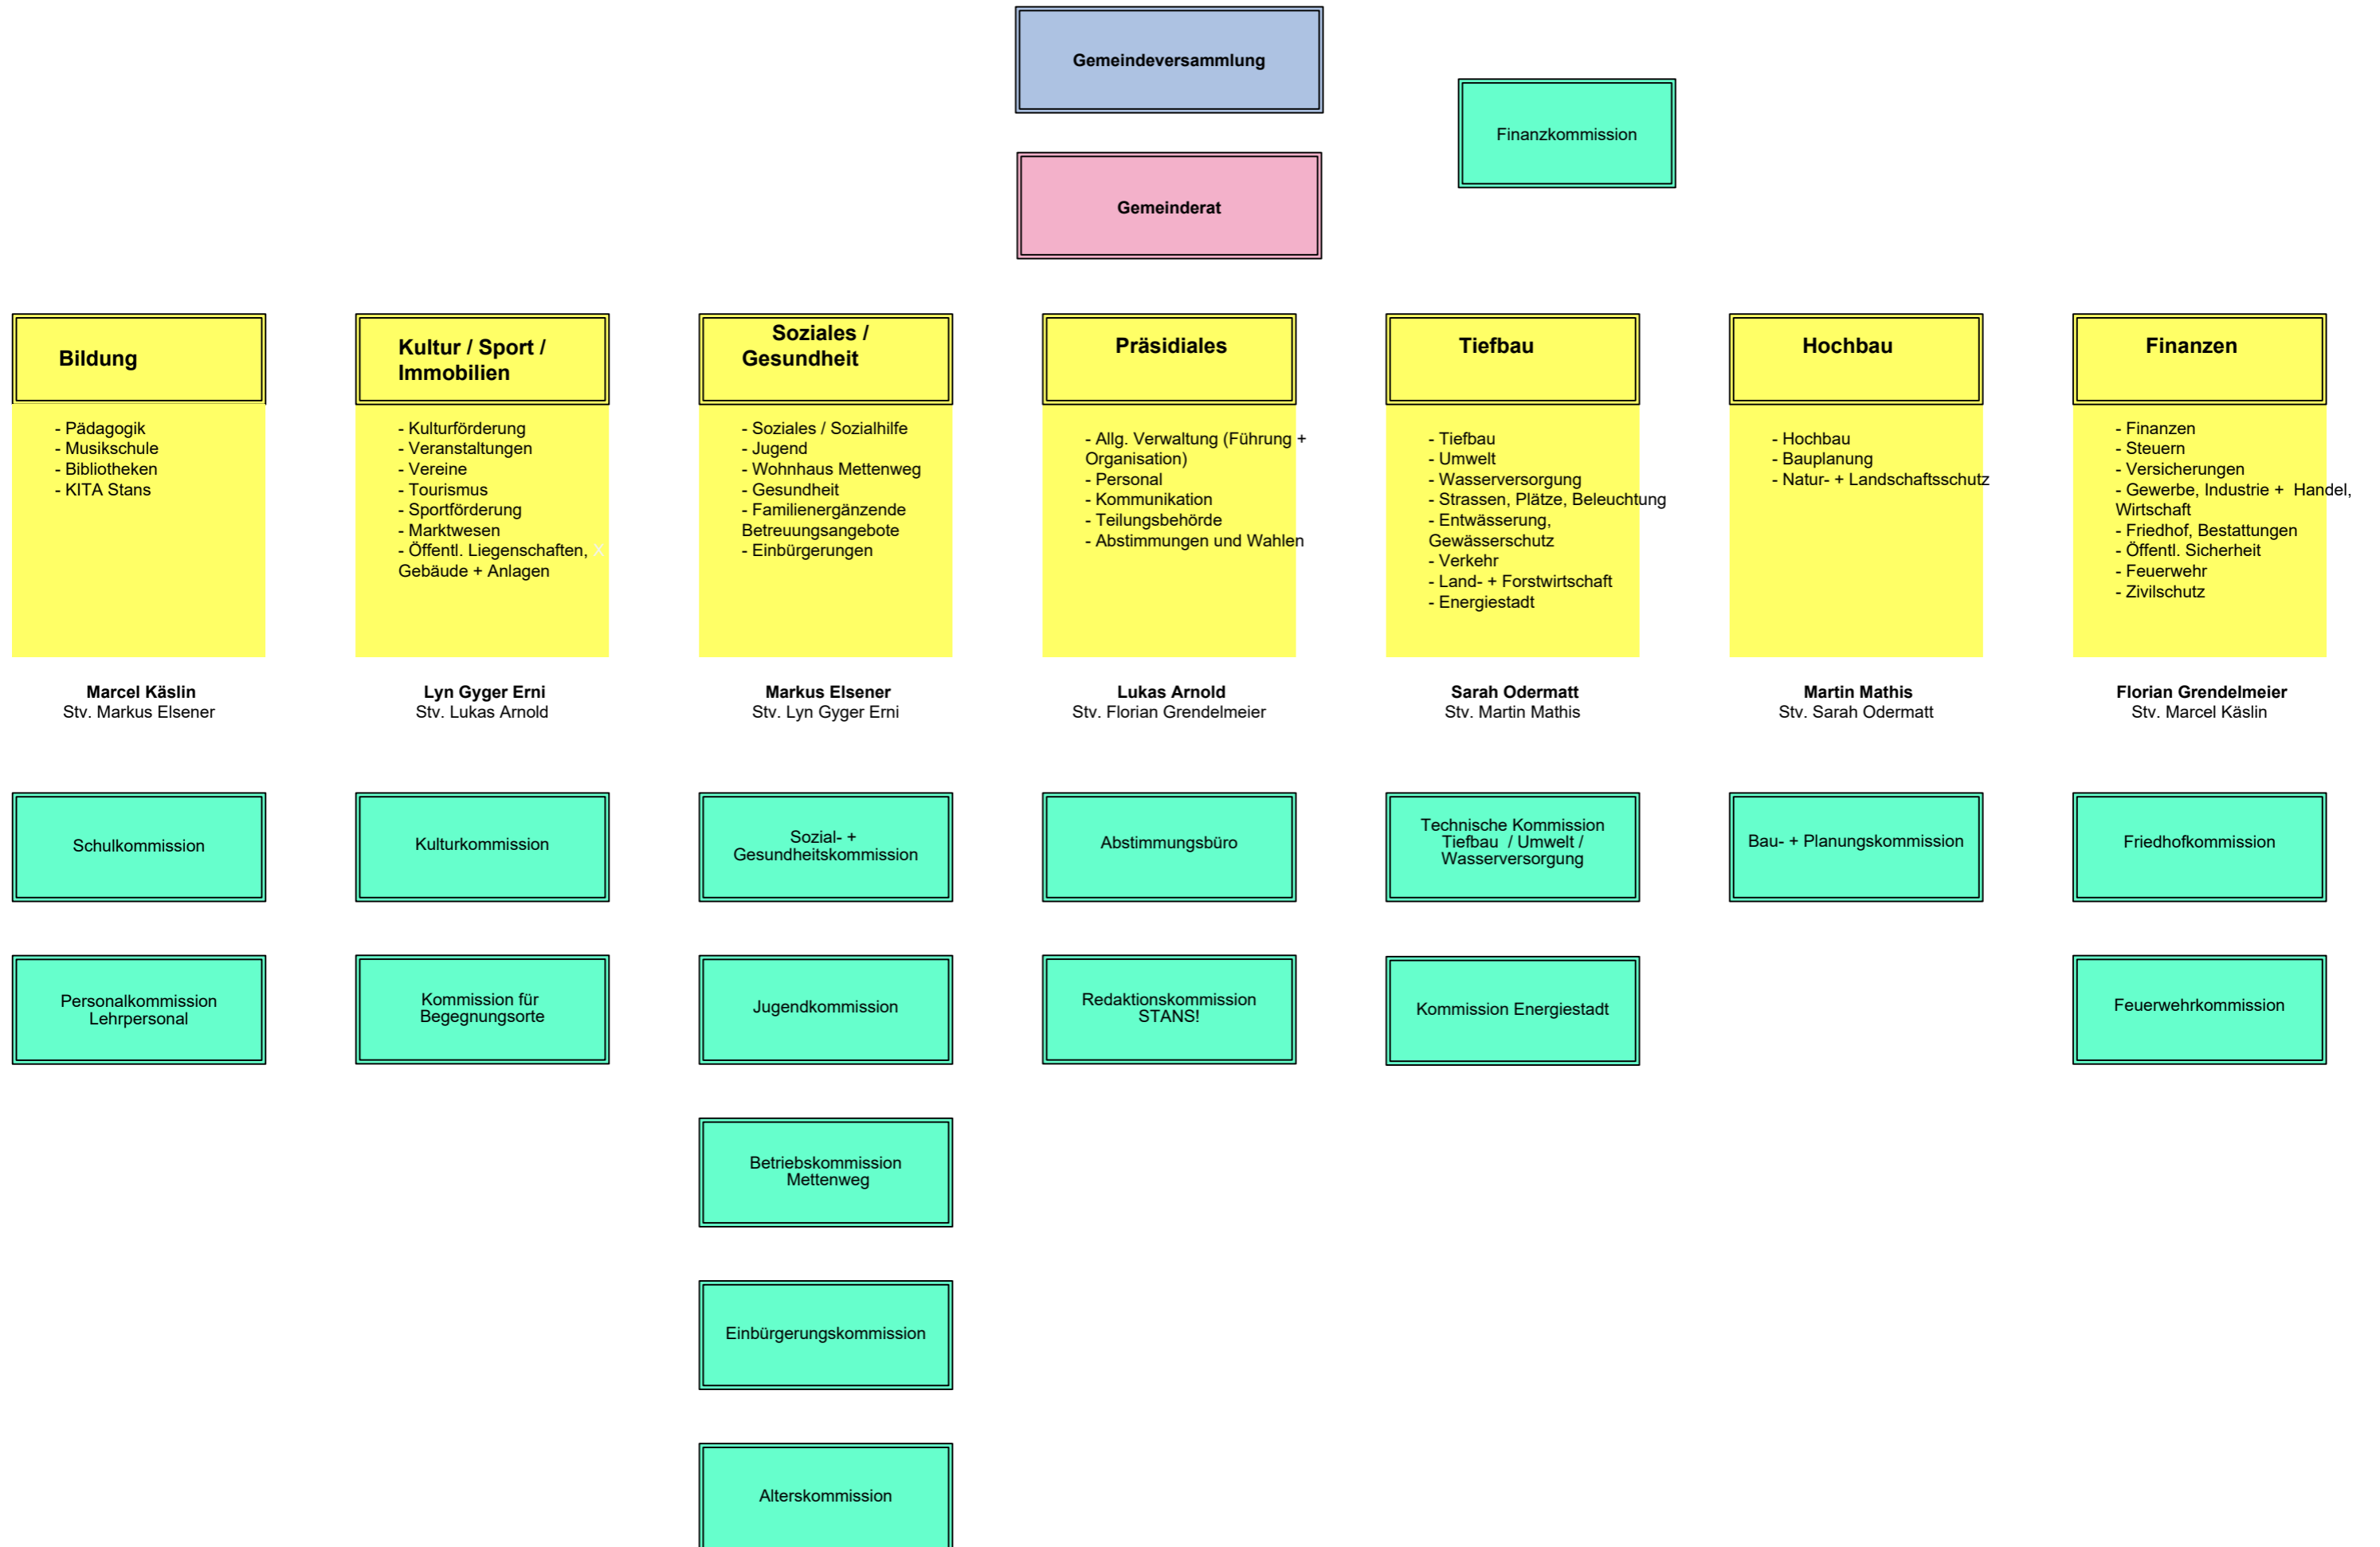 Gemeindeversammlung
Finanzkommission
Gemeinderat
Bildung
- Pädagogik
- Musikschule
- Bibliotheken
- KITA Stans
Marcel Käslin
Stv. Markus Elsener
Schulkommission
Personalkommission
Lehrpersonal
Kultur / Sport /
Immobilien
- Kulturförderung
- Veranstaltungen
- Vereine
- Tourismus
- Sportförderung
- Marktwesen
- Öffentl. Liegenschaften, X
Gebäude + Anlagen
Lyn Gyger Erni
Stv. Lukas Arnold
Kulturkommission
Kommission für
Begegnungsorte
Soziales /
Gesundheit
- Soziales / Sozialhilfe
- Jugend
- Wohnhaus Mettenweg
- Gesundheit
- Familienergänzende
Betreuungsangebote
- Einbürgerungen
Markus Elsener
Stv. Lyn Gyger Erni
Sozial- +
Gesundheitskommission
Jugendkommission
Betriebskommission
Mettenweg
Einbürgerungskommission
Alterskommission
Präsidiales
- Allg. Verwaltung (Führung +
Organisation)
- Personal
- Kommunikation
- Teilungsbehörde
- Abstimmungen und Wahlen
Lukas Arnold
Stv. Florian Grendelmeier
Abstimmungsbüro
Redaktionskommission
STANS!
Tiefbau
- Tiefbau
- Umwelt
- Wasserversorgung
- Strassen, Plätze, Beleuchtung
- Entwässerung,
Gewässerschutz
- Verkehr
- Land- + Forstwirtschaft
- Energiestadt
Sarah Odermatt
Stv. Martin Mathis
Technische Kommission
Tiefbau / Umwelt /
Wasserversorgung
Kommission Energiestadt
Hochbau
- Hochbau
- Bauplanung
- Natur- + Landschaftsschutz
Martin Mathis
Stv. Sarah Odermatt
Bau- + Planungskommission
Finanzen
- Finanzen
- Steuern
- Versicherungen
- Gewerbe, Industrie + Handel,
Wirtschaft
- Friedhof, Bestattungen
- Öffentl. Sicherheit
- Feuerwehr
- Zivilschutz
Florian Grendelmeier
Stv. Marcel Käslin
Friedhofkommission
Feuerwehrkommission